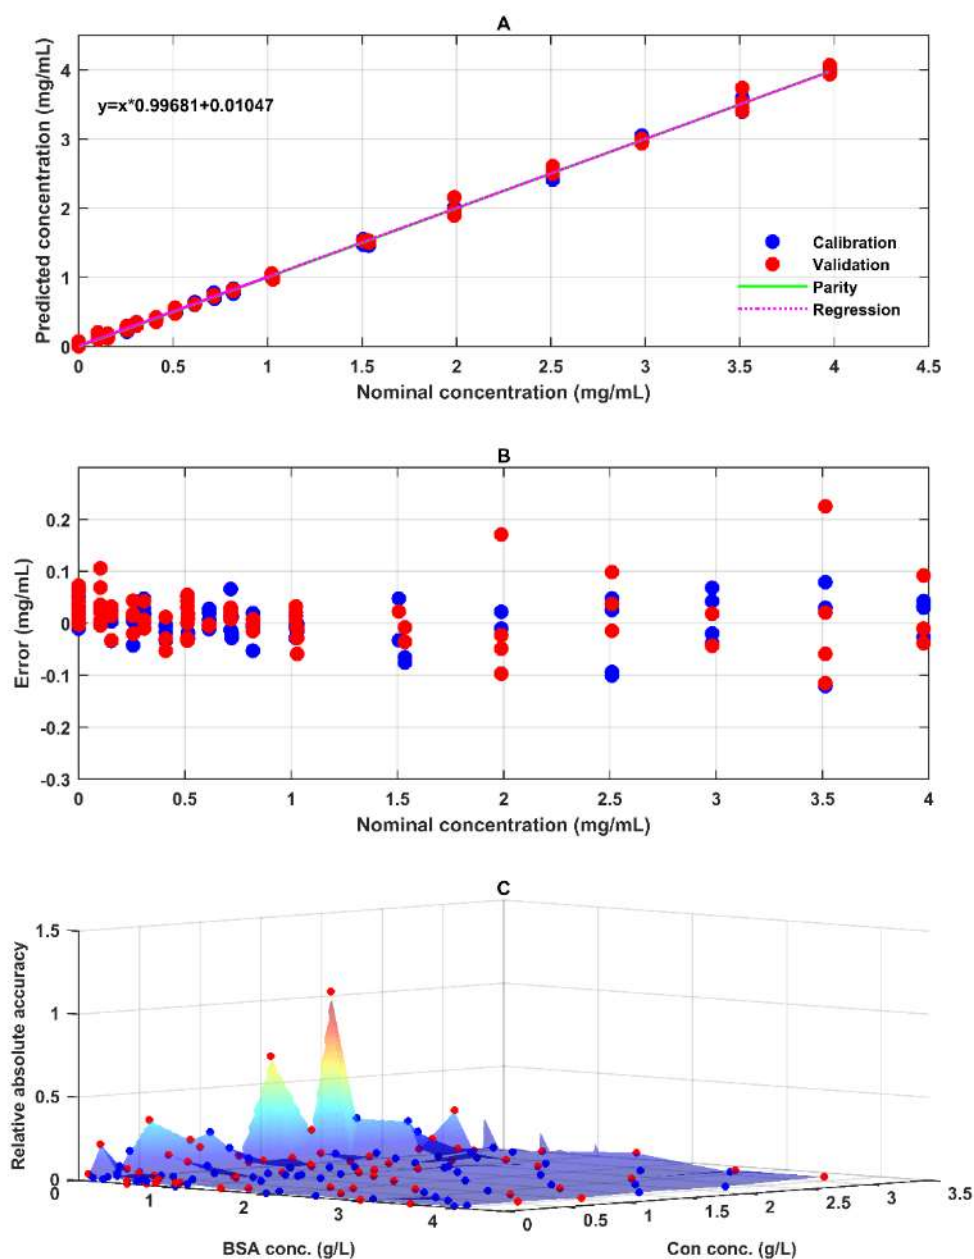 A
Predicted concentration (mg/mL)
4
3
2
1
0
y=x*0.99681+0.01047
Calibration
Validation
Parity
Regression
0 0.5 1 1.5 2 2.5 3 3.5 4 4.5
Nominal concentration (mg/mL)
B
Error (mg/mL)
0.2
0.1
0
-0.1
-0.2
-0.3
0 0.5 1 1.5 2 2.5 3 3.5 4
Nominal concentration (mg/mL)
C
Relative absolute accuracy
1.5
1
0.5
0
0 1 2 3 4
BSA conc. (g/L)
0 0.5 1 1.5 2 2.5 3 3.5
Con conc. (g/L)